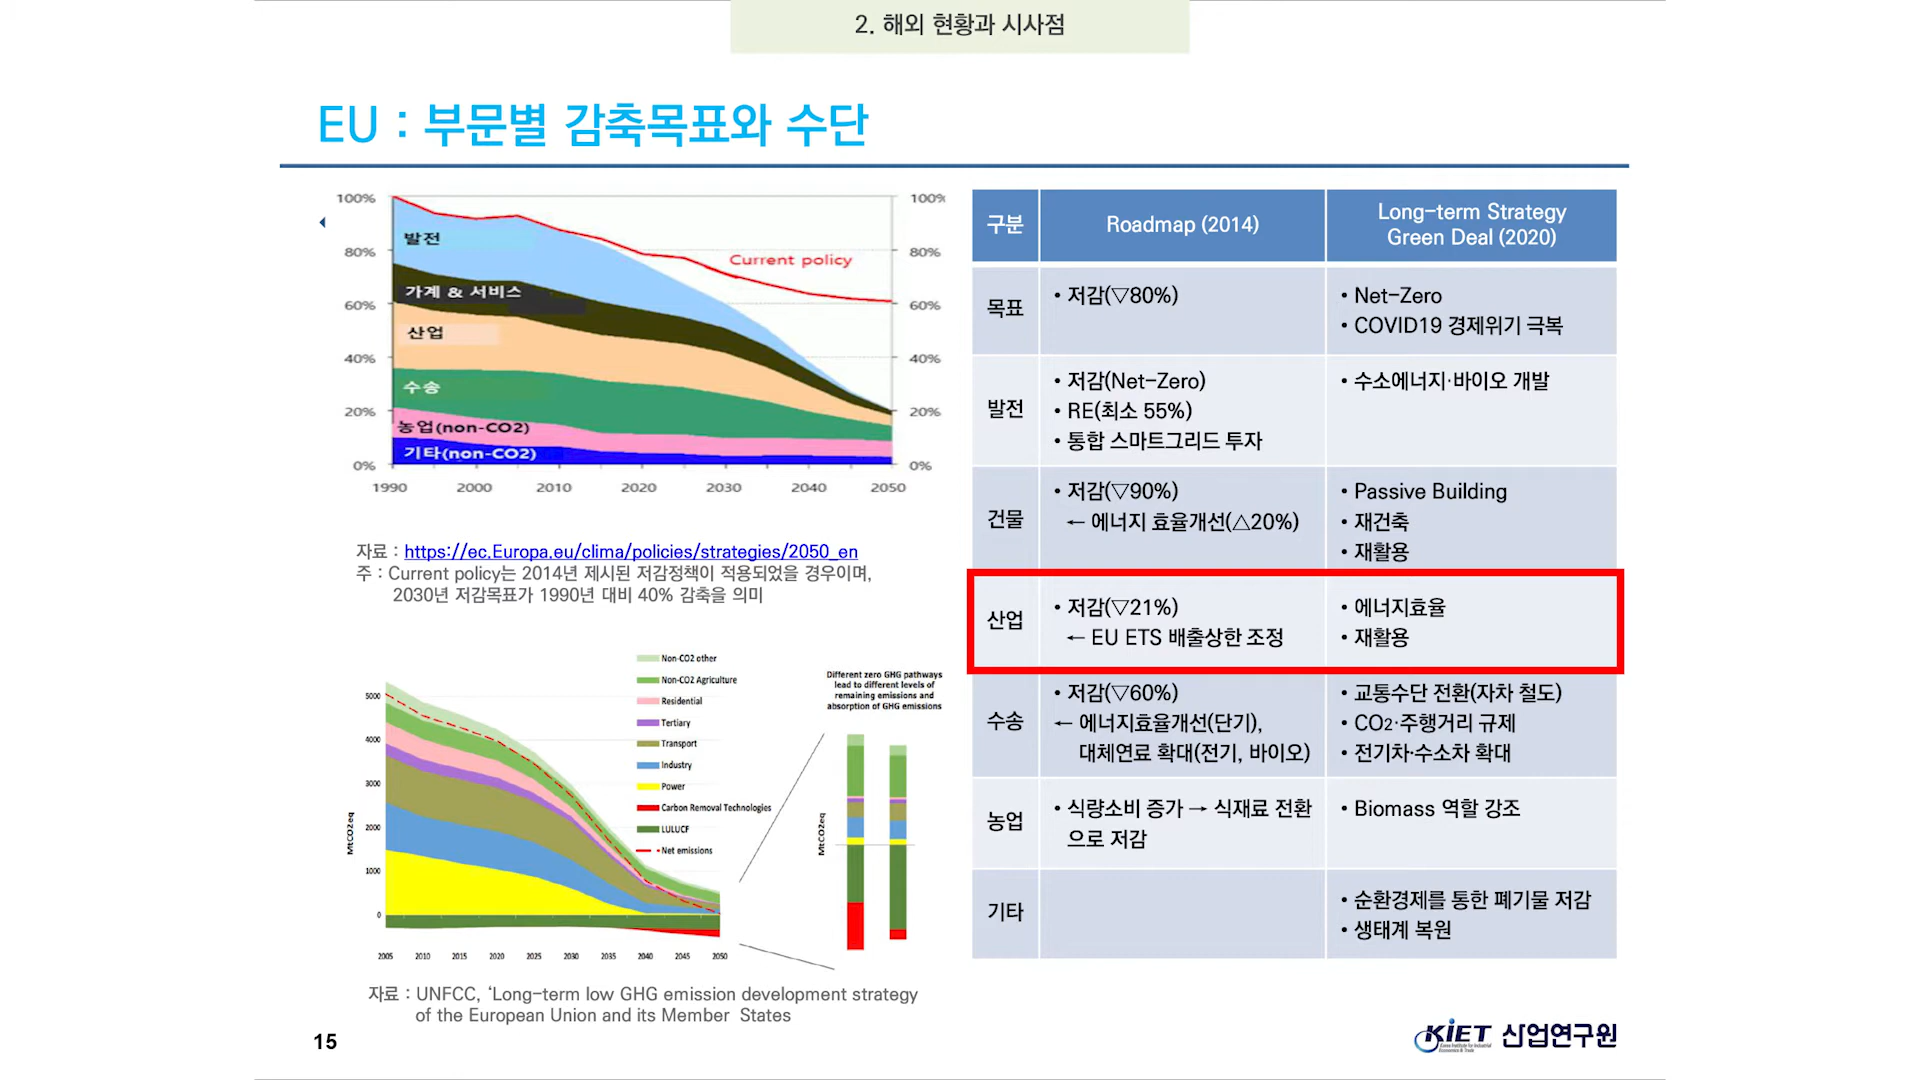 2. 해외 현황과 시사점
EU : 부문별 감축목표와 수단
100%
80%
60%
40%
20%
0%
발전
가계 & 서비스
산업
수송
농업(non-CO2)
기타(non-CO2)
Current policy
100%
80%
60%
40%
20%
0%
1990 2000 2010 2020 2030 2040 2050
자료 : https://ec.Europa.eu/clima/policies/strategies/2050_en
주 : Current policy는 2014년 제시된 저감정책이 적용되었을 경우이며,
2030년 저감목표가 1990년 대비 40% 감축을 의미
Non-CO2 other
Non-CO2 Agriculture
Residential
Tertiary
Transport
Industry
Power
Carbon Removal Technologies
LULUCF
Net emissions
MtCO2eq
5000
4000
3000
2000
1000
0
2005 2010 2015 2020 2025 2030 2035 2040 2045 2050
Different zero GHG pathways
lead to different levels of
remaining emissions and
absorption of GHG emissions
MtCO2eq
자료 : UNFCC, ‘Long-term low GHG emission development strategy
of the European Union and its Member States
15
구분 Roadmap (2014) Long-term Strategy
Green Deal (2020)
목표
• 저감(▽80%)
• Net-Zero
• COVID19 경제위기 극복
발전
• 저감(Net-Zero)
• RE(최소 55%)
• 통합 스마트그리드 투자
• 수소에너지·바이오 개발
건물
• 저감(▽90%)
← 에너지 효율개선(△20%)
• Passive Building
• 재건축
• 재활용
산업
• 저감(▽21%)
← EU ETS 배출상한 조정
• 에너지효율
• 재활용
수송
• 저감(▽60%)
← 에너지효율개선(단기),
대체연료 확대(전기, 바이오)
• 교통수단 전환(자차 철도)
• CO2·주행거리 규제
• 전기차·수소차 확대
농업
• 식량소비 증가 → 식재료 전환
으로 저감
• Biomass 역할 강조
기타
• 순환경제를 통한 폐기물 저감
• 생태계 복원
KIET 산업연구원